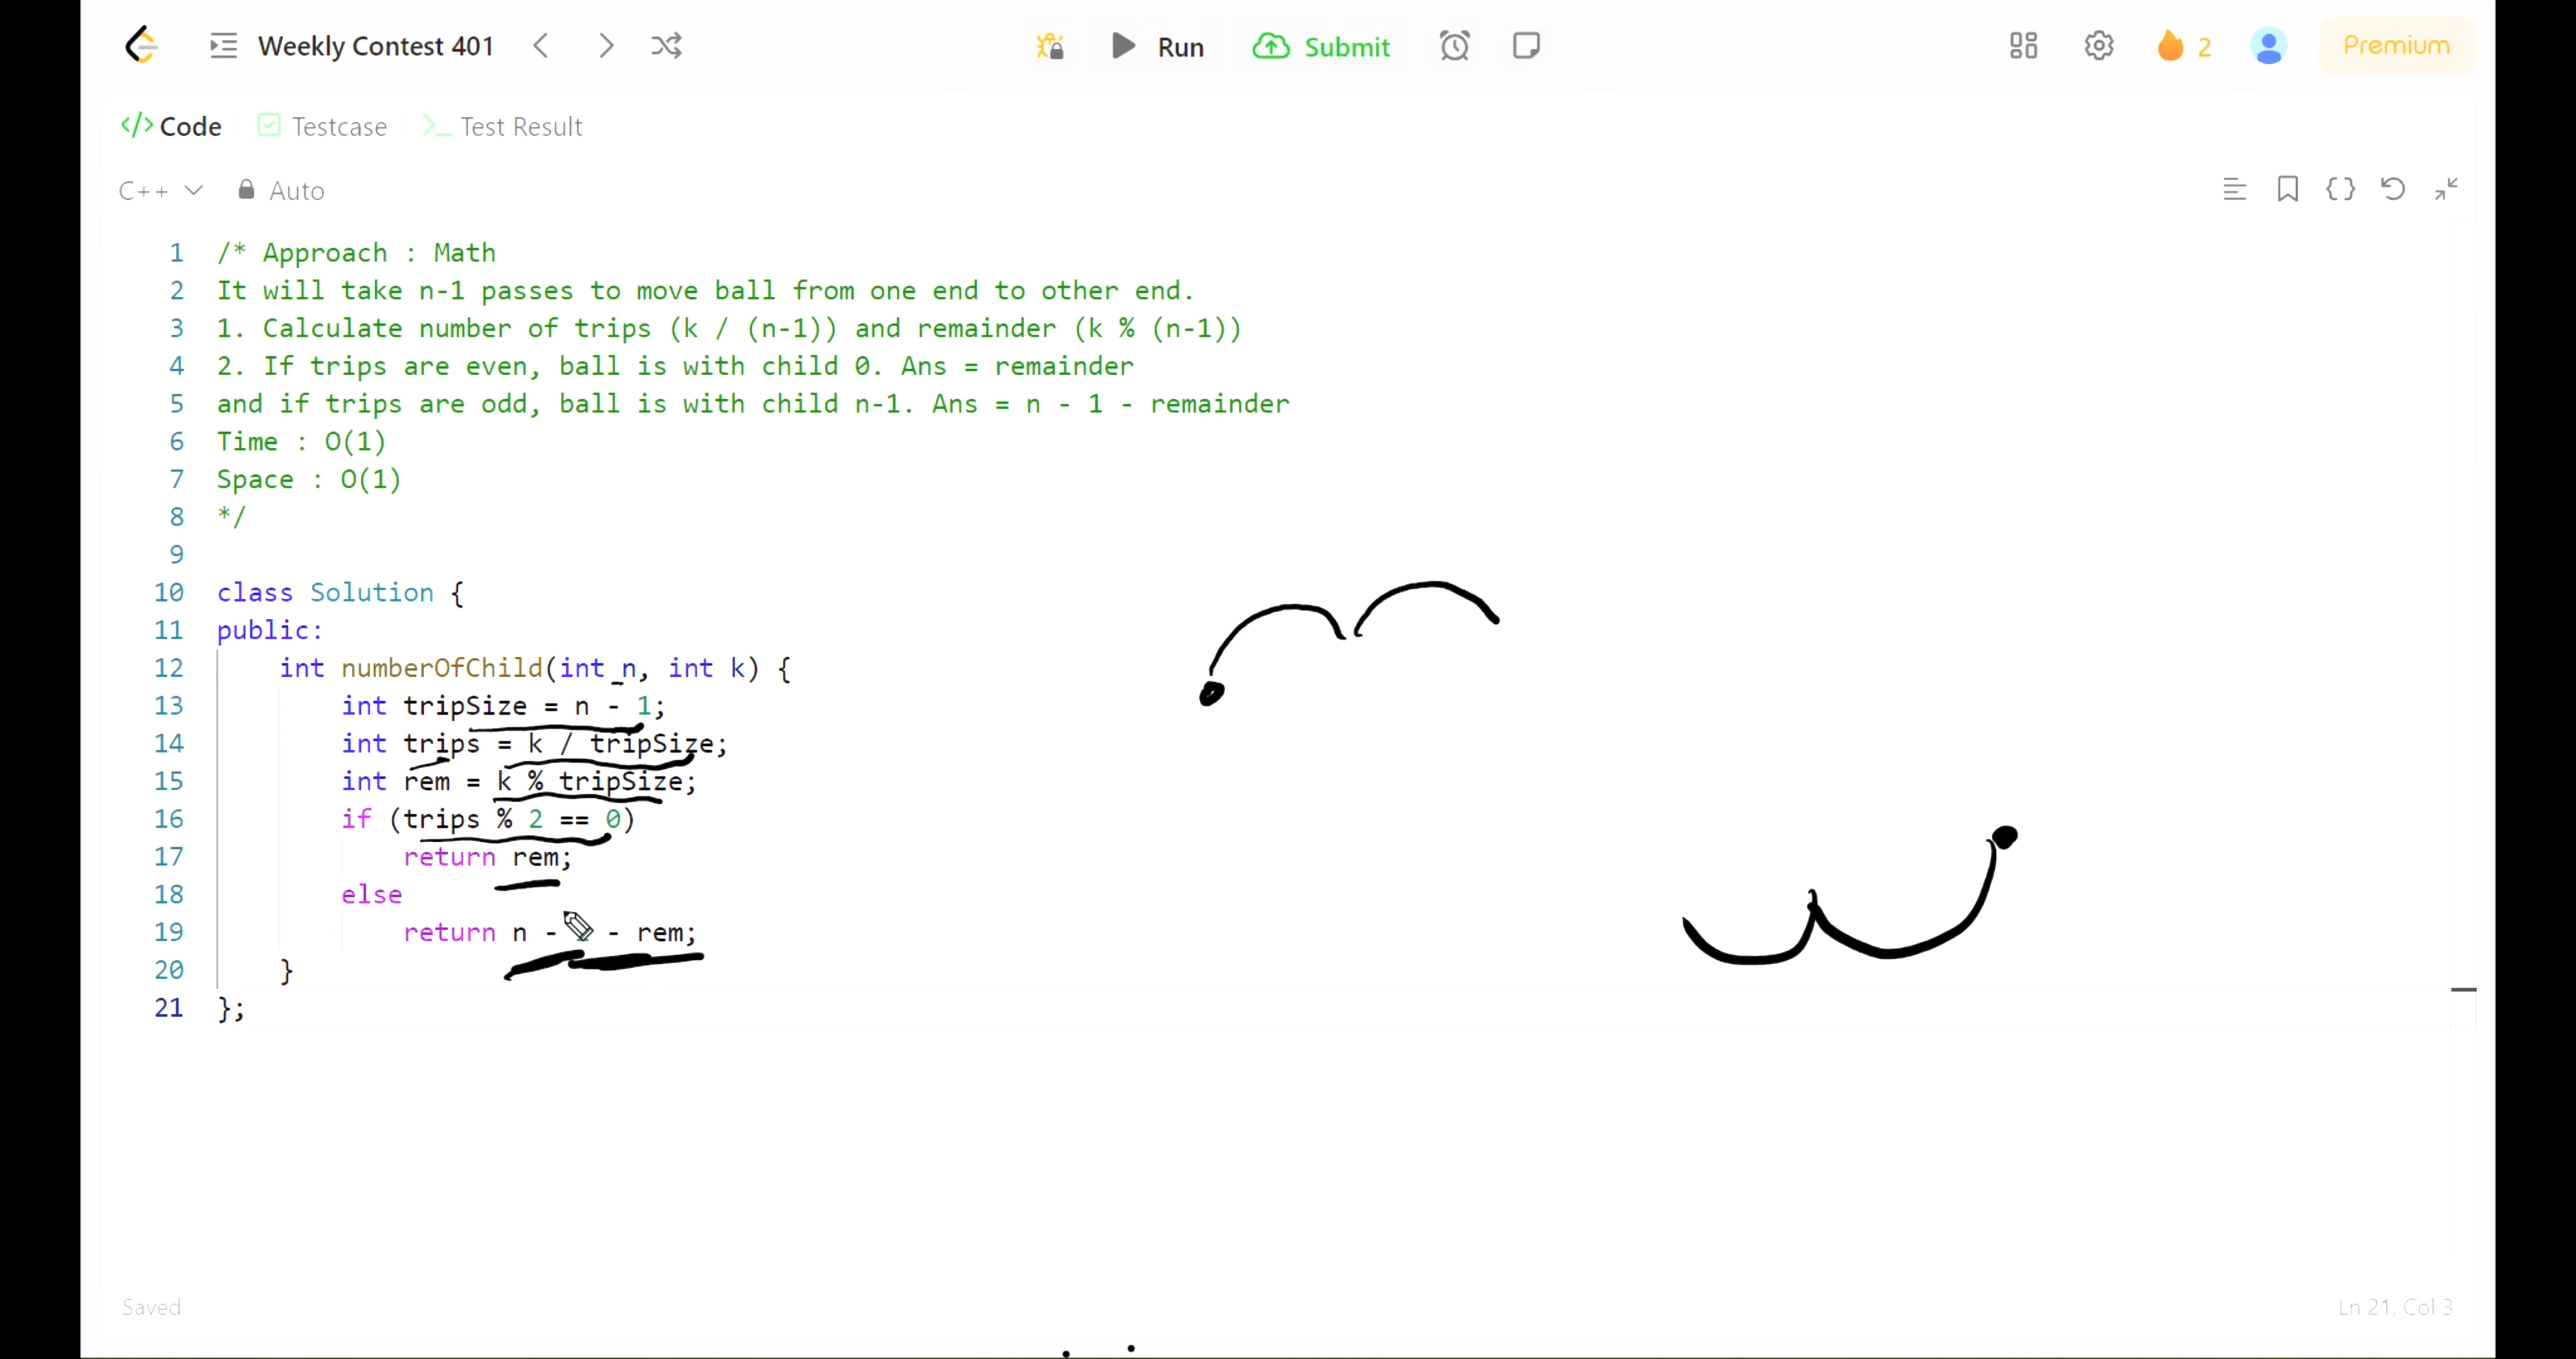 Weekly Contest 401
Run
Submit
2
Premium
</> Code
Testcase
Test Result
C++
Auto
1 /* Approach : Math
2 It will take n-1 passes to move ball from one end to other end.
3 1. Calculate number of trips (k / (n-1)) and remainder (k % (n-1))
4 2. If trips are even, ball is with child 0. Ans = remainder
5 and if trips are odd, ball is with child n-1. Ans = n - 1 - remainder
6 Time : O(1)
7 Space : O(1)
8 */
9
10 class Solution {
11 public:
12 int numberOfChild(int n, int k) {
13 int tripSize = n - 1;
14 int trips = k / tripSize;
15 int rem = k % tripSize;
16 if (trips % 2 == 0)
17 return rem;
18 else
19 return n - - rem;
20 }
21 };
Saved
Ln 21, Col 3